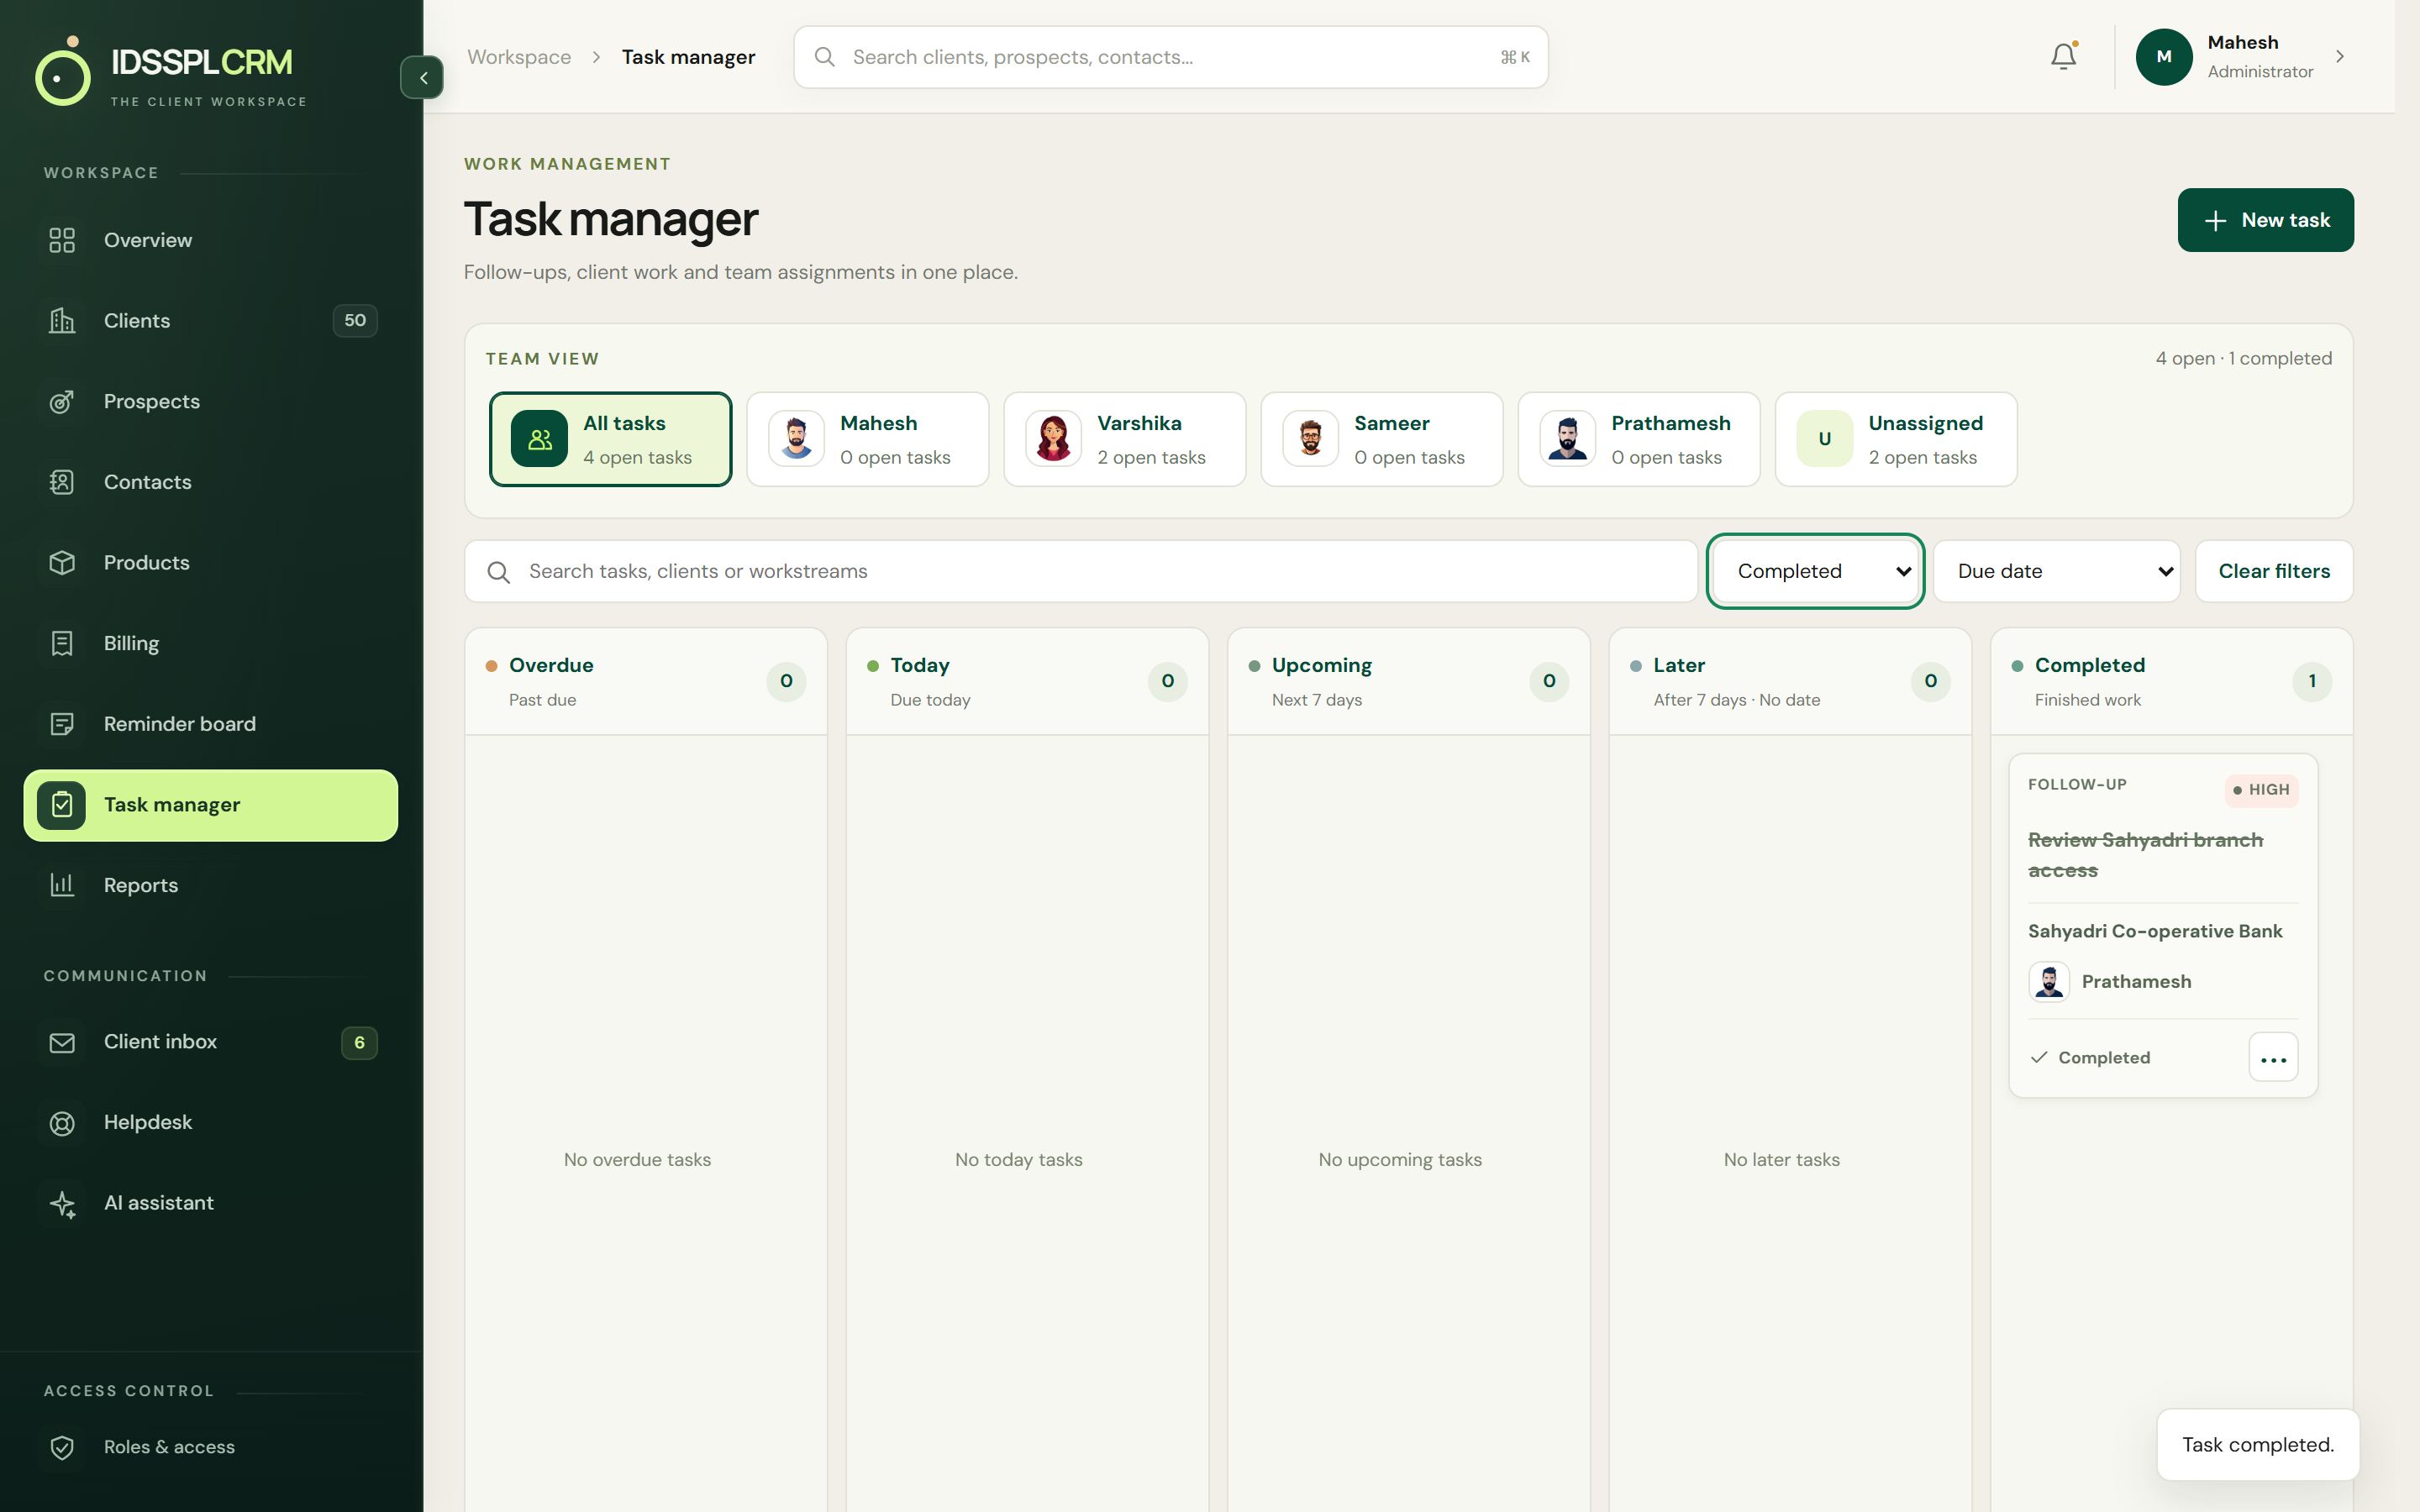 IDSSPLCRM
THE CLIENT WORKSPACE
WORKSPACE
Overview
Clients
50
Prospects
Contacts
Products
Billing
Reminder board
Task manager
Reports
COMMUNICATION
Client inbox
6
Helpdesk
AI assistant
ACCESS CONTROL
Roles & access
Workspace
Task manager
Search clients, prospects, contacts...
⌘ K
M
Mahesh
Administrator
WORK MANAGEMENT
Task manager
Follow-ups, client work and team assignments in one place.
New task
TEAM VIEW
4 open · 1 completed
All tasks
4 open tasks
Mahesh
0 open tasks
Varshika
2 open tasks
Sameer
0 open tasks
Prathamesh
0 open tasks
U
Unassigned
2 open tasks
Search tasks, clients or workstreams
Completed
Due date
Clear filters
Overdue
Past due
0
Today
Due today
0
Upcoming
Next 7 days
0
Later
After 7 days · No date
0
Completed
Finished work
1
No overdue tasks
No today tasks
No upcoming tasks
No later tasks
FOLLOW-UP
HIGH
Review Sahyadri branch
access
Sahyadri Co-operative Bank
Prathamesh
Completed
...
Task completed.